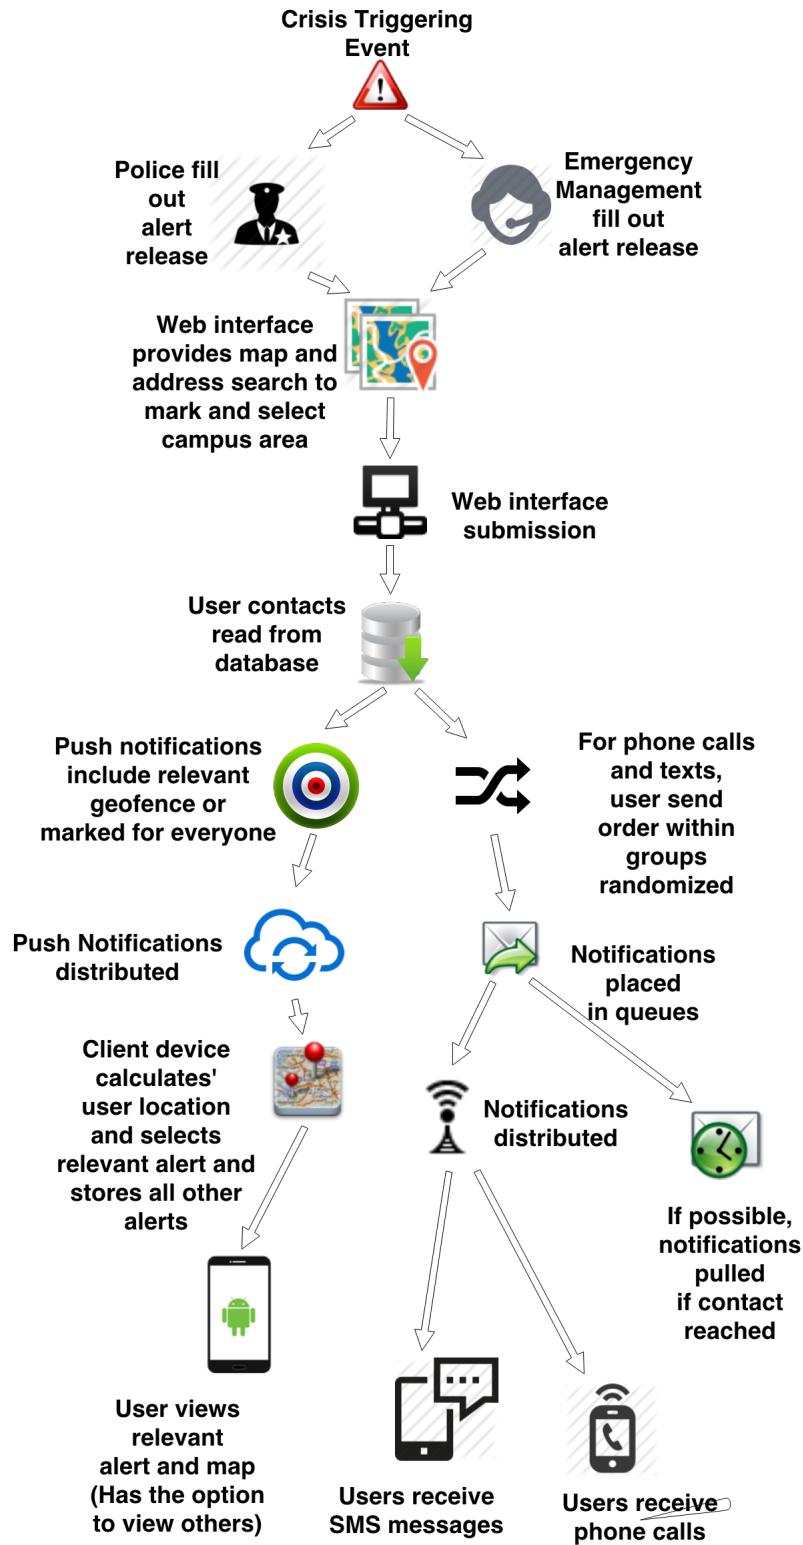 Crisis Triggering
Event
Police fill
out
alert
release
Emergency
Management
fill out
alert release
Web interface
provides map and
address search to
mark and select
campus area
Web interface
submission
User contacts
read from
database
Push notifications
include relevant
geofence or
marked for everyone
For phone calls
and texts,
user send
order within
groups
randomized
Push Notifications
distributed
Notifications
placed
in queues
Client device
calculates'
user location
and selects
relevant alert and
stores all other
alerts
Notifications
distributed
If possible,
notifications
pulled
if contact
reached
User views
relevant
alert and map
(Has the option
to view others)
Users receive
SMS messages
Users receive
phone calls